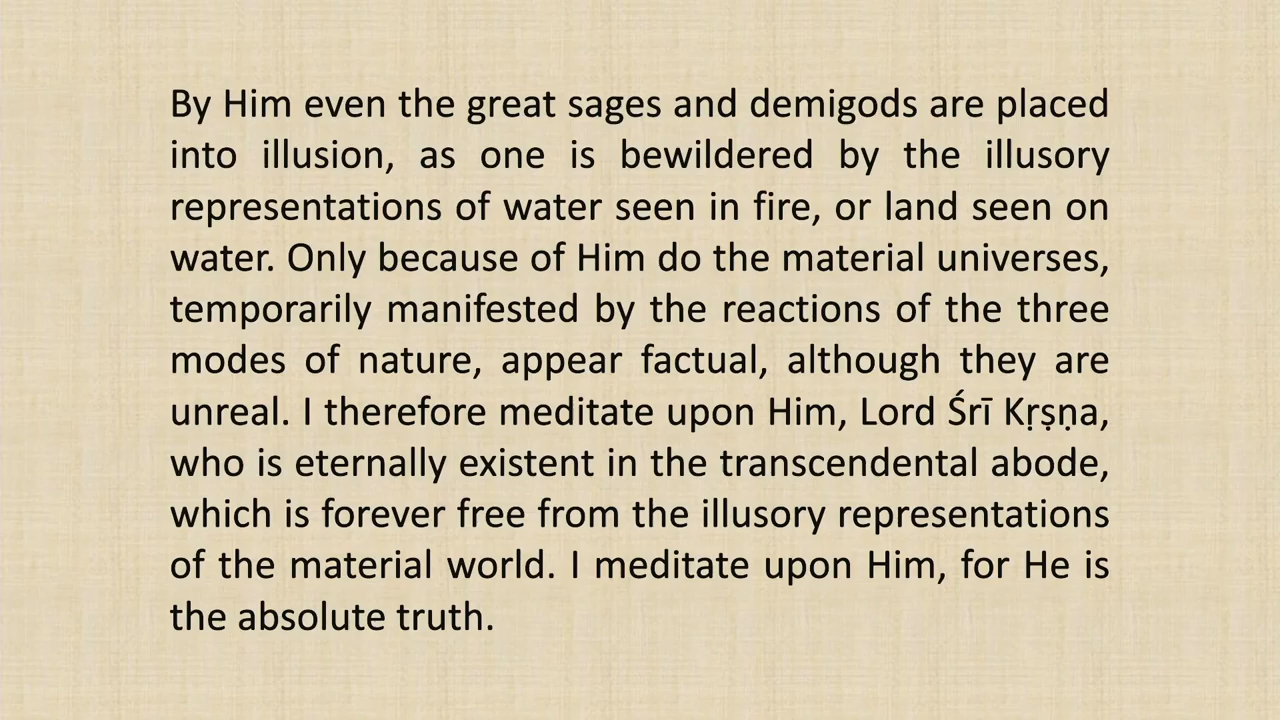 By Him even the great sages and demigods are placed
into illusion, as one is bewildered by the illusory
representations of water seen in fire, or land seen on
water. Only because of Him do the material universes,
temporarily manifested by the reactions of the three
modes of nature, appear factual, although they are
unreal. I therefore meditate upon Him, Lord Śrī Kṛṣṇa,
who is eternally existent in the transcendental abode,
which is forever free from the illusory representations
of the material world. I meditate upon Him, for He is
the absolute truth.